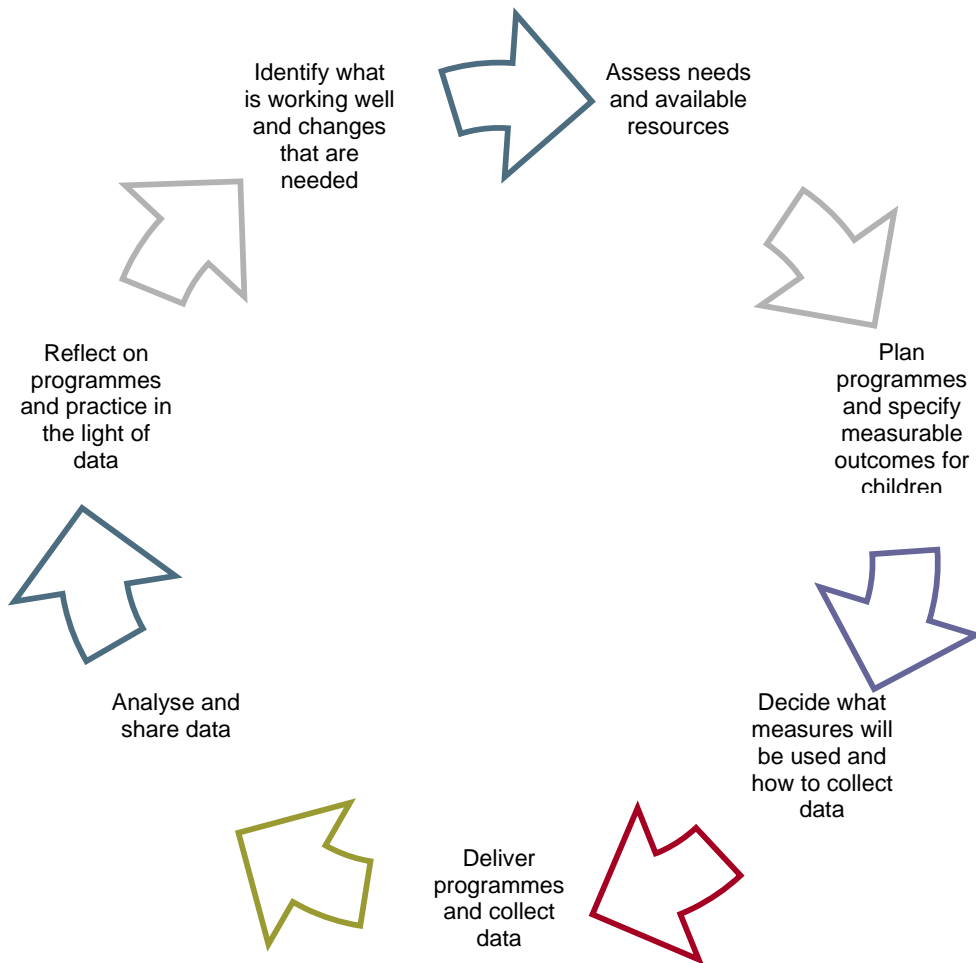 Identify what
is working well
and changes
that are
needed
Assess needs
and available
resources
Plan
programmes
and specify
measurable
outcomes for
children
Decide what
measures will
be used and
how to collect
data
Deliver
programmes
and collect
data
Analyse and
share data
Reflect on
programmes
and practice in
the light of
data